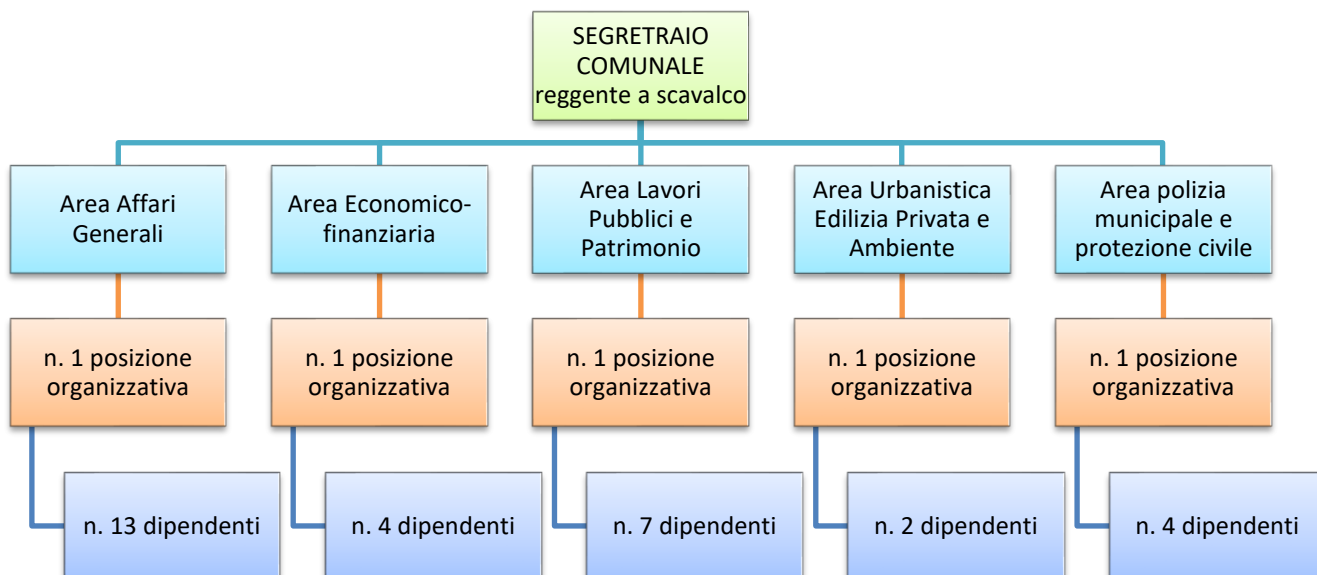 SEGRETRAIO
COMUNALE
reggente a scavalco
Area Affari
Generali
Area Economico-
finanziaria
Area Lavori
Pubblici e
Patrimonio
Area Urbanistica
Edilizia Privata e
Ambiente
Area polizia
municipale e
protezione civile
n. 1 posizione
organizzativa
n. 1 posizione
organizzativa
n. 1 posizione
organizzativa
n. 1 posizione
organizzativa
n. 1 posizione
organizzativa
n. 13 dipendenti
n. 4 dipendenti
n. 7 dipendenti
n. 2 dipendenti
n. 4 dipendenti